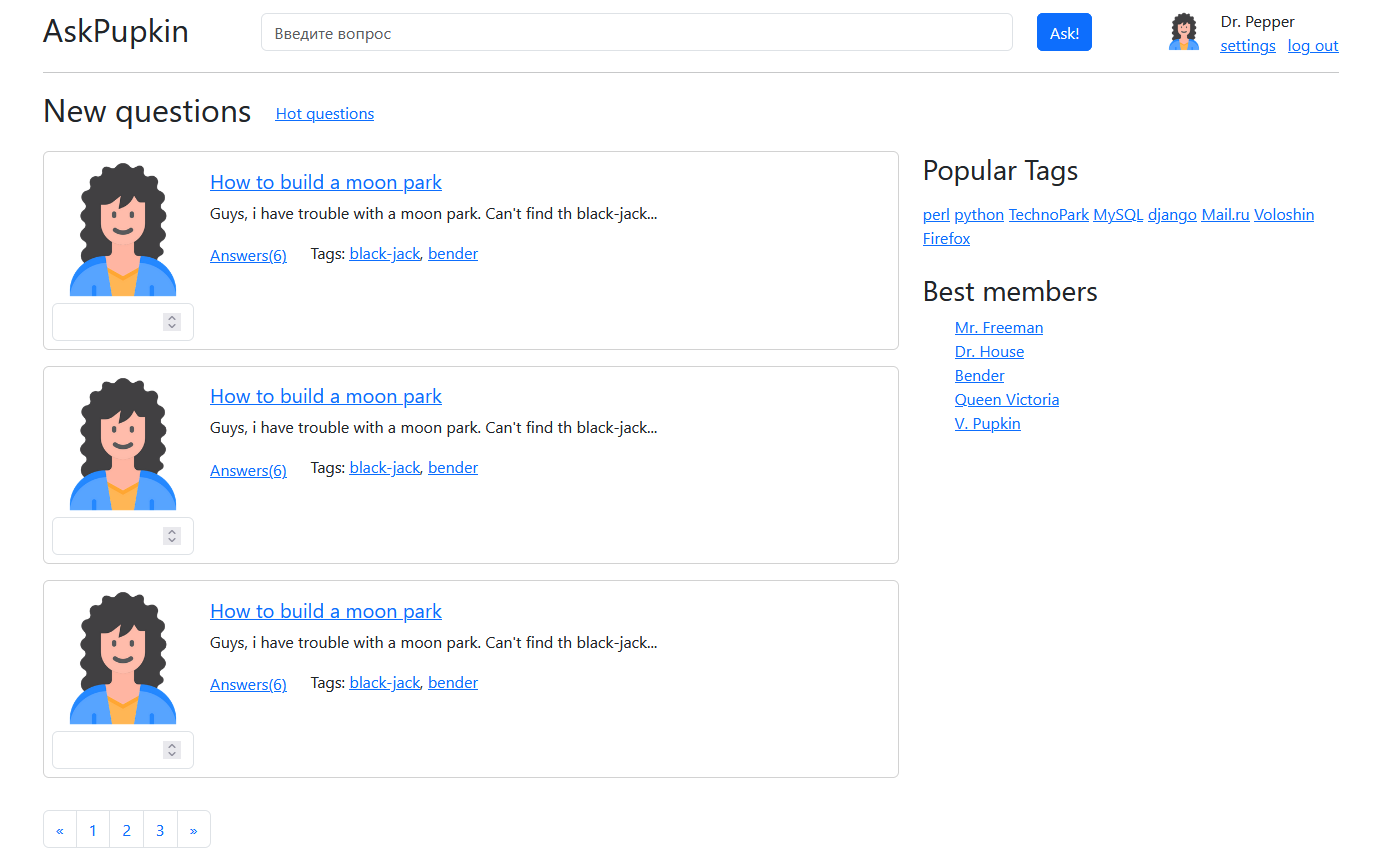 AskPupkin
Введите вопрос
Ask!
Dr. Pepper
settings log out
New questions
Hot questions
How to build a moon park
Guys, i have trouble with a moon park. Can't find th black-jack...
Answers(6) Tags: black-jack, bender
How to build a moon park
Guys, i have trouble with a moon park. Can't find th black-jack...
Answers(6) Tags: black-jack, bender
How to build a moon park
Guys, i have trouble with a moon park. Can't find th black-jack...
Answers(6) Tags: black-jack, bender
« 1 2 3 »
Popular Tags
perl python TechnoPark MySQL django Mail.ru Voloshin
Firefox
Best members
Mr. Freeman
Dr. House
Bender
Queen Victoria
V. Pupkin